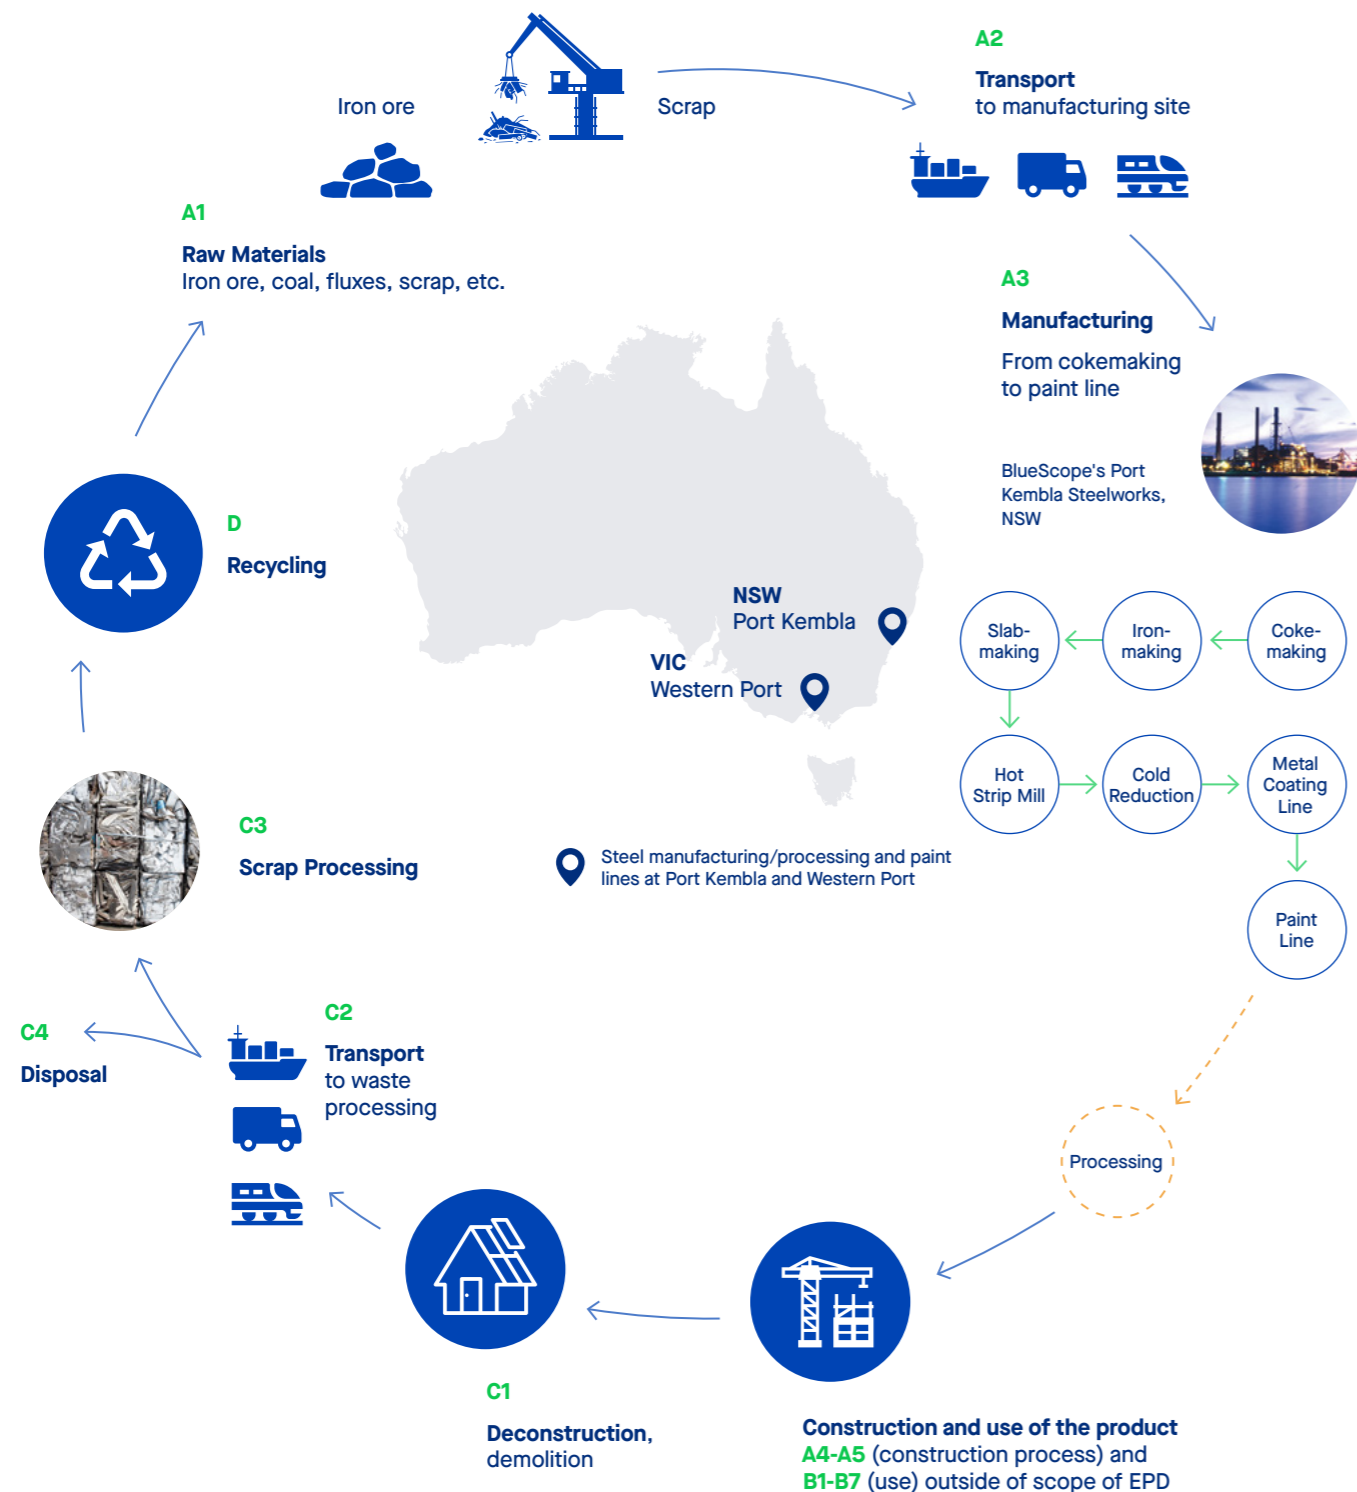 Iron ore
Scrap
A1
Raw Materials
Iron ore, coal, fluxes, scrap, etc.
A2
Transport
to manufacturing site
A3
Manufacturing
From cokemaking
to paint line
BlueScope's Port
Kembla Steelworks,
NSW
Coke-
making
Iron-
making
Slab-
making
Hot
Strip Mill
Cold
Reduction
Metal
Coating
Line
Paint
Line
Processing
NSW
Port Kembla
VIC
Western Port
Steel manufacturing/processing and paint
lines at Port Kembla and Western Port
Construction and use of the product
A4-A5 (construction process) and
B1-B7 (use) outside of scope of EPD
C1
Deconstruction,
demolition
C2
Transport
to waste
processing
C4
Disposal
C3
Scrap Processing
D
Recycling